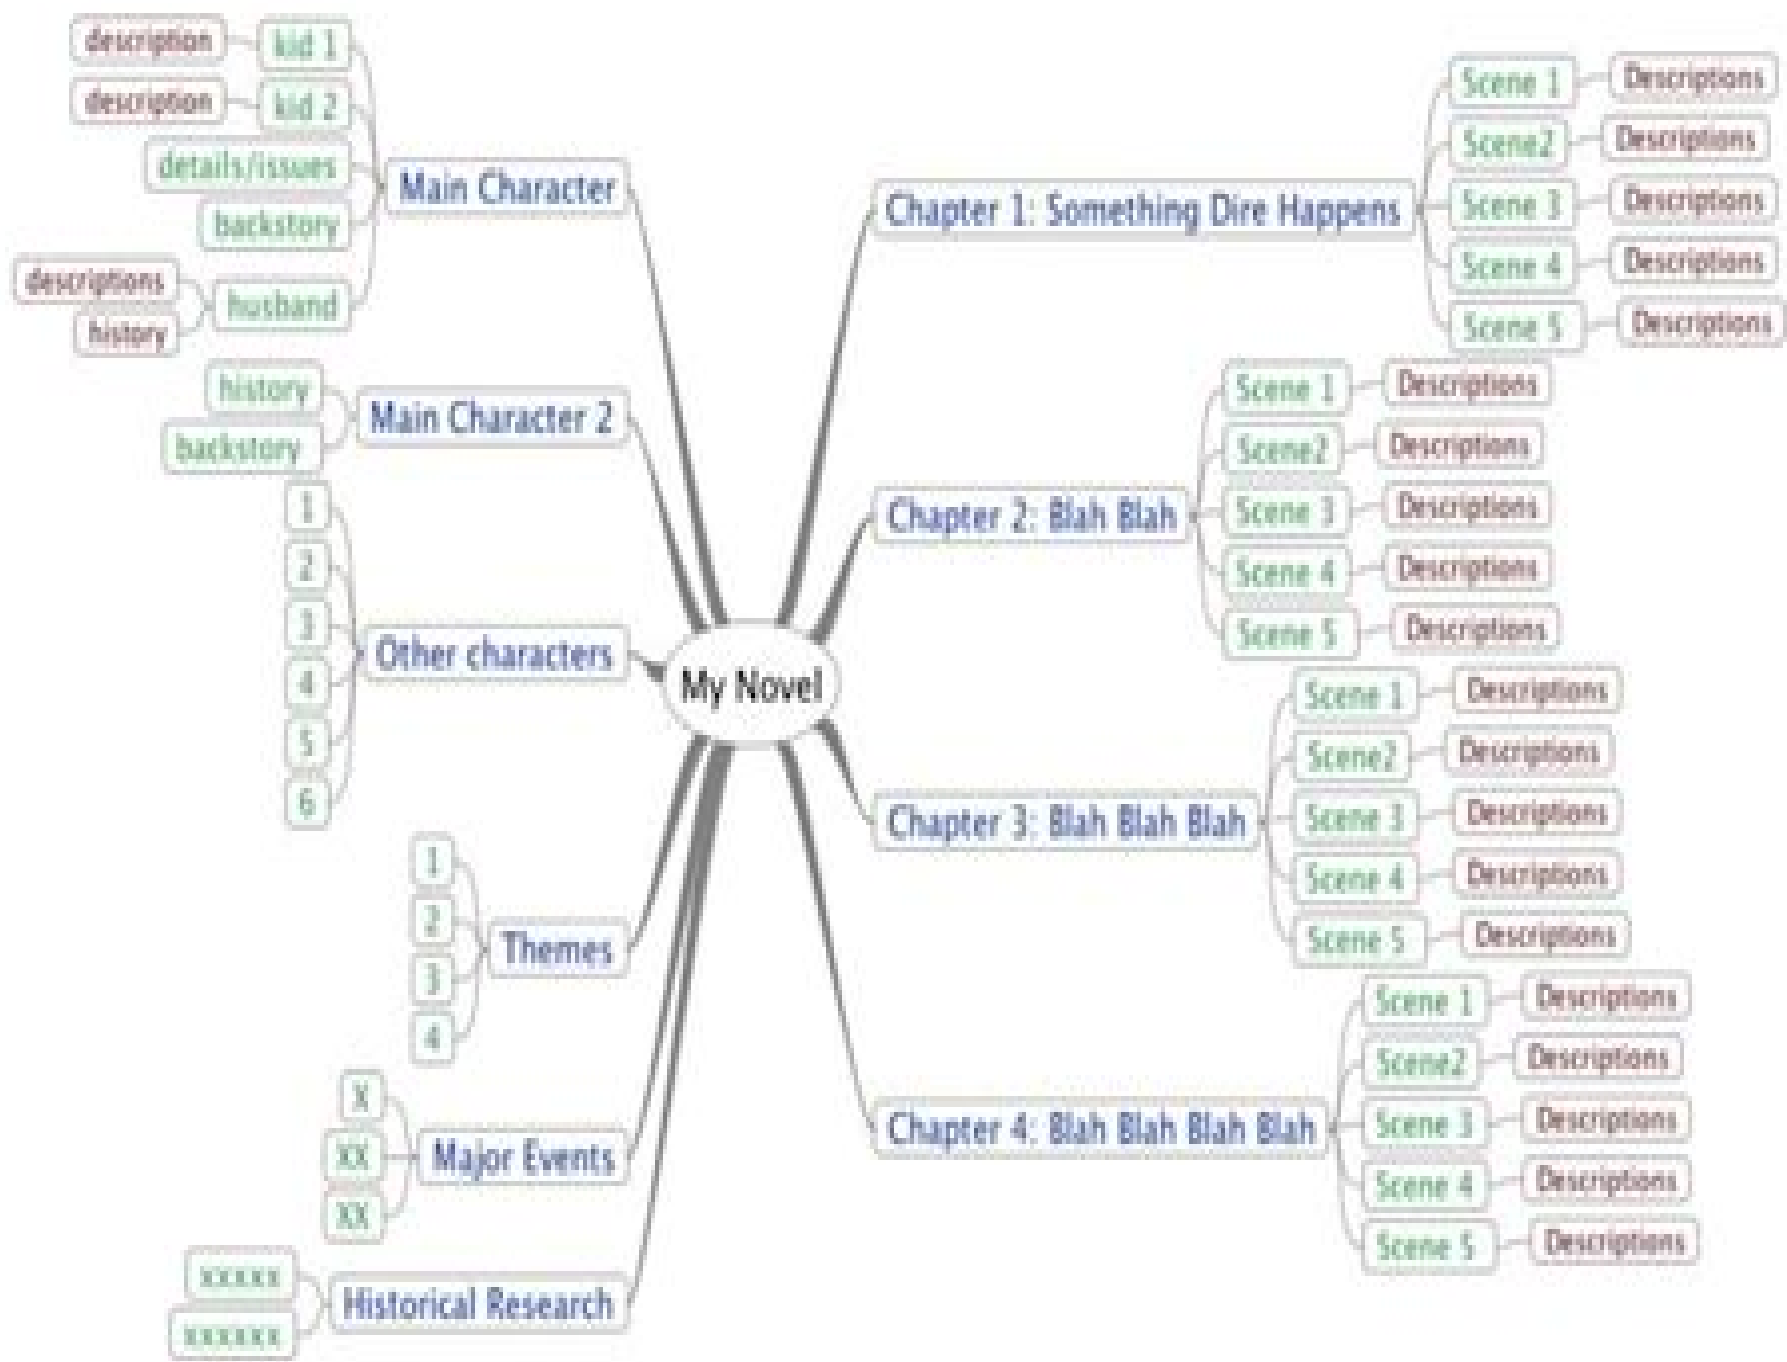 My Novel
Main Character
kid 1
description
kid 2
description
details/issues
backstory
husband
descriptions
history
Main Character 2
history
backstory
Other characters
1
2
3
4
5
6
Themes
1
2
3
4
Major Events
X
XX
XX
Historical Research
xxxxx
xxxxxx
Chapter 1: Something Dire Happens
Scene 1
Descriptions
Scene2
Descriptions
Scene 3
Descriptions
Scene 4
Descriptions
Scene 5
Descriptions
Chapter 2: Blah Blah
Scene 1
Descriptions
Scene2
Descriptions
Scene 3
Descriptions
Scene 4
Descriptions
Scene 5
Descriptions
Chapter 3: Blah Blah Blah
Scene 1
Descriptions
Scene2
Descriptions
Scene 3
Descriptions
Scene 4
Descriptions
Scene 5
Descriptions
Chapter 4: Blah Blah Blah Blah
Scene 1
Descriptions
Scene2
Descriptions
Scene 3
Descriptions
Scene 4
Descriptions
Scene 5
Descriptions